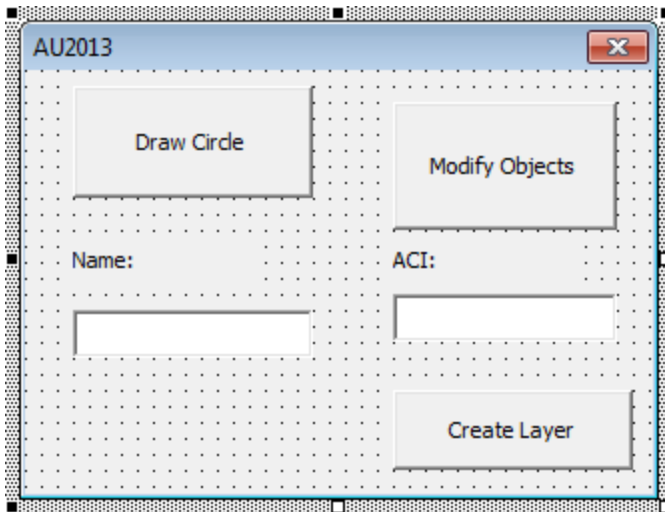 AU2013
Draw Circle
Modify Objects
Name:
ACI:
Create Layer